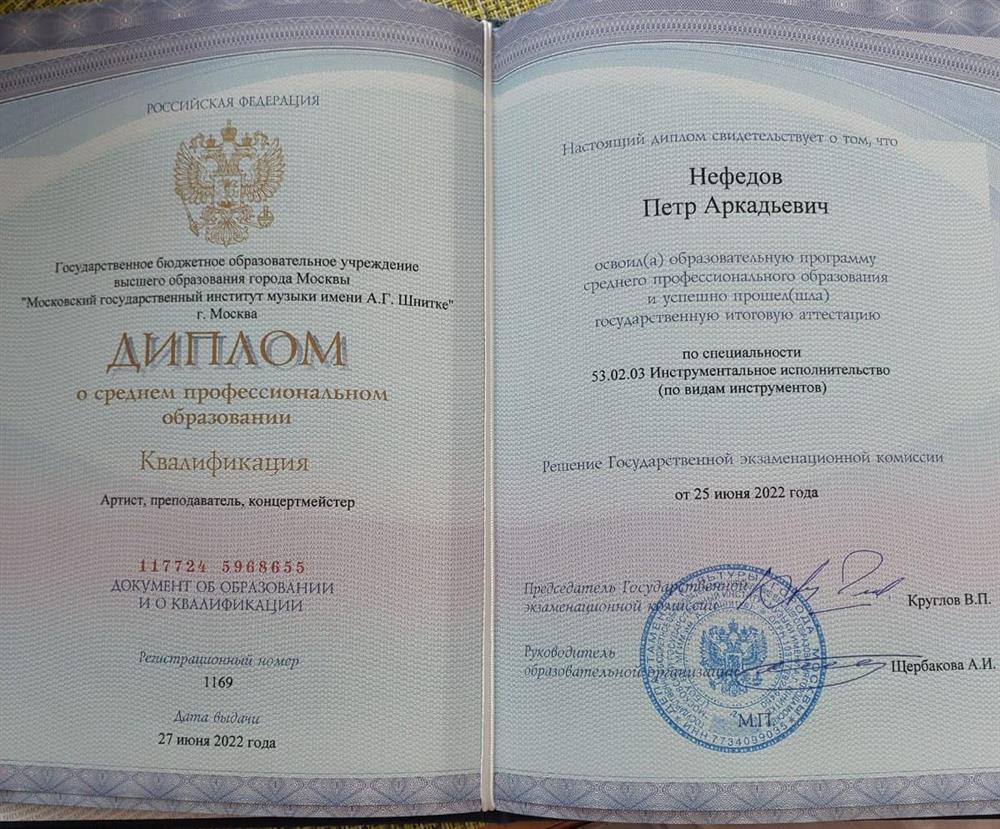 РОССИЙСКАЯ ФЕДЕРАЦИЯ
Государственное бюджетное образовательное учреждение
высшего образования города Москвы
"Московский государственный институт музыки имени А.Г. Шнитке"
г. Москва
ДИПЛОМ
о среднем профессиональном
образовании
Квалификация
Артист, преподаватель, концертмейстер
117724 5968655
ДОКУМЕНТ ОБ ОБРАЗОВАНИИ
И О КВАЛИФИКАЦИИ
Регистрационный номер
1169
Дата выдачи
27 июня 2022 года
Настоящий диплом свидетельствует о том, что
Нефедов
Петр Аркадьевич
освоил(а) образовательную программу
среднего профессионального образования
и успешно прошел(шла)
государственную итоговую аттестацию
по специальности
53.02.03 Инструментальное исполнительство
(по видам инструментов)
Решение Государственной экзаменационной комиссии
от 25 июня 2022 года
Председатель Государственной
экзаменационной комиссии
Круглов В.П.
Руководитель
образовательной организации
Щербакова А.И.
М.П.
ИНН 7734099035